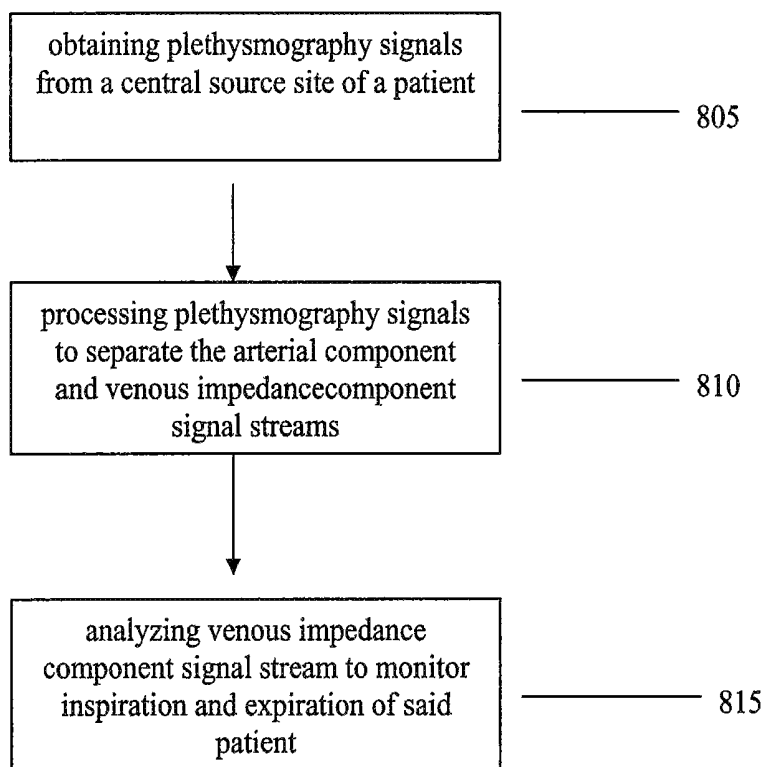 obtaining plethysmography signals
from a central source site of a patient
805
processing plethysmography signals
to separate the arterial component
and venous impedancecomponent
signal streams
810
analyzing venous impedance
component signal stream to monitor
inspiration and expiration of said
patient
815